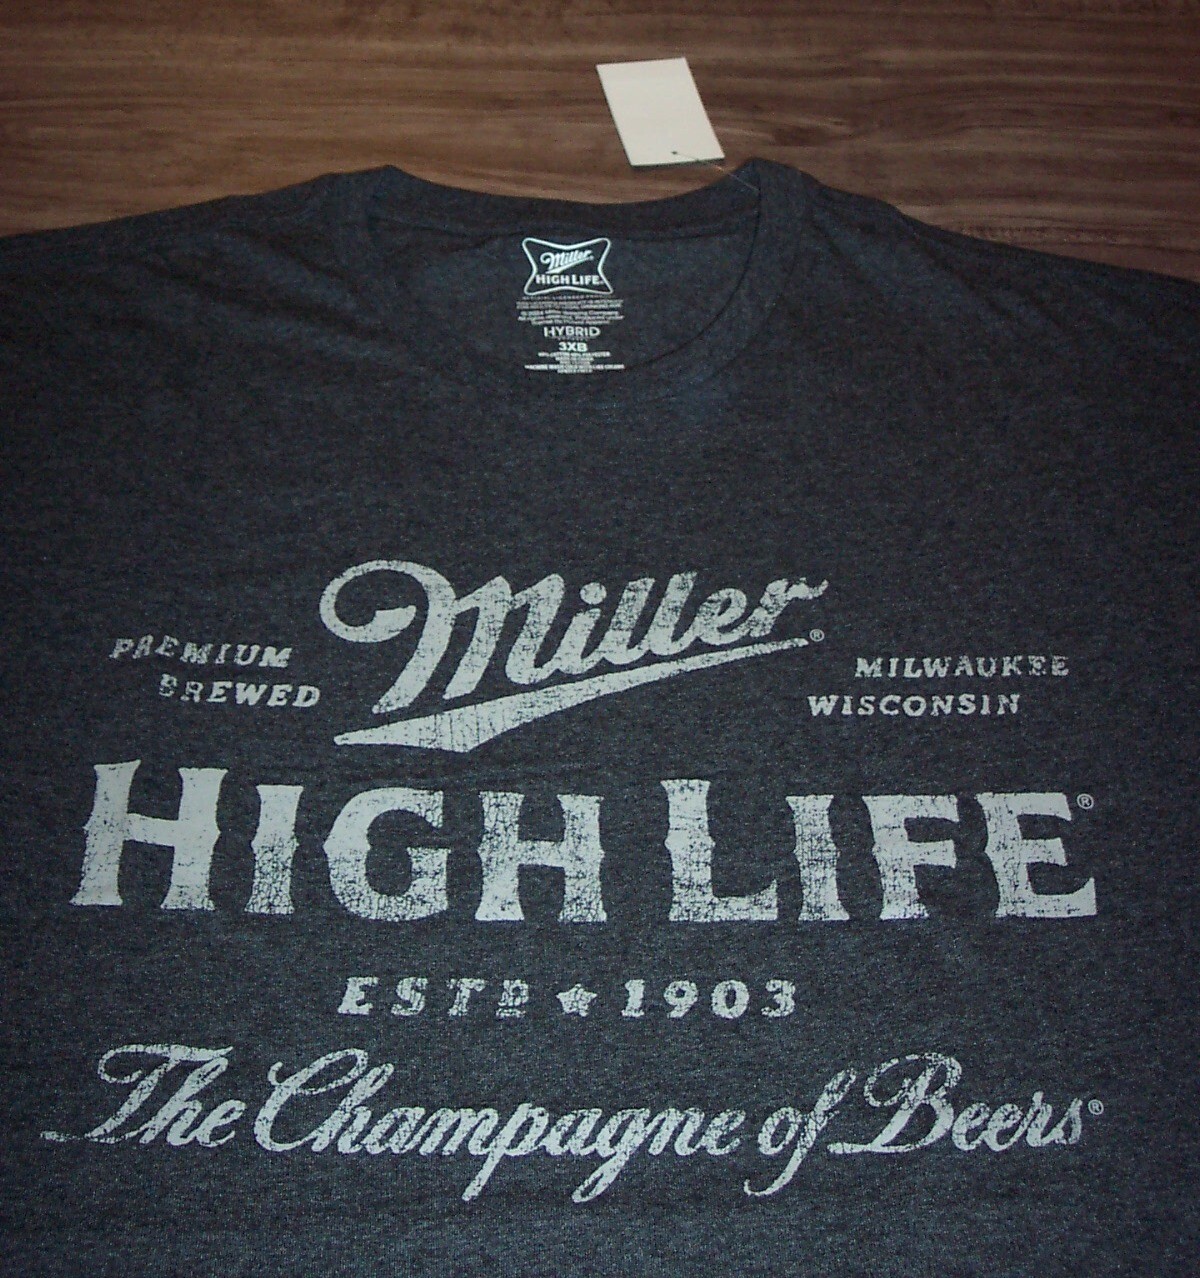 Miller
HIGH LIFE
HYBRID
3XB
Miller®
PREMIUM
BREWED
MILWAUKEE
WISCONSIN
HIGH LIFE®
ESTD ★ 1903
The Champagne of Beers®